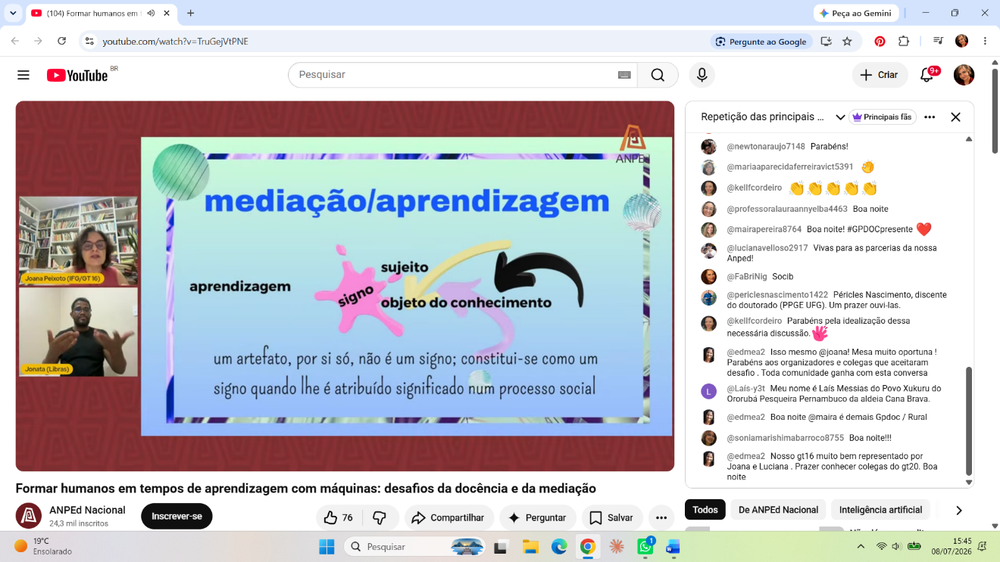 (104) Formar humanos em t
Peça ao Gemini
youtube.com/watch?v=TruGejVtPNE
Pergunte ao Google
YouTube BR
Pesquisar
Criar
9+
ANPEd
mediação/aprendizagem
sujeito
aprendizagem
signo
objeto do conhecimento
um artefato, por si só, não é um signo; constitui-se como um
signo quando lhe é atribuído significado num processo social
Joana Peixoto (IFG/GT 16)
Jonata (Libras)
Repetição das principais ...
Principais fãs
@newtonaraujo7148 Parabéns!
@mariaaparecidaferreiravict5391
@kellfcordeiro
@professoralauraannyelba4463 Boa noite
@mairapereira8764 Boa noite! #GPDOCpresente
@lucianavelloso2917 Vivas para as parcerias da nossa
Anped!
@FaBriNig Socib
@periclesnascimento1422 Péricles Nascimento, discente
do doutorado (PPGE UFG). Um prazer ouvi-las.
@kellfcordeiro Parabéns pela idealização dessa
necessária discussão.
@edmea2 Isso mesmo @joana! Mesa muito oportuna !
Parabéns aos organizadores e colegas que aceitaram
desafio . Toda comunidade ganha com esta conversa
L
@Laís-y3t Meu nome é Laís Messias do Povo Xukuru do
Ororubá Pesqueira Pernambuco da aldeia Cana Brava.
@edmea2 Boa noite @maira é demais Gpdoc / Rural
@soniamarishimabarroco8755 Boa noite!!!
@edmea2 Nosso gt16 muito bem representado por
Joana e Luciana . Prazer conhecer colegas do gt20. Boa
noite
Formar humanos em tempos de aprendizagem com máquinas: desafios da docência e da mediação
ANPEd Nacional
24,3 mil inscritos
Inscrever-se
76
Compartilhar
Perguntar
Salvar
Todos
De ANPEd Nacional
Inteligência artificial
19°C
Ensolarado
Pesquisar
1
15:45
08/07/2026